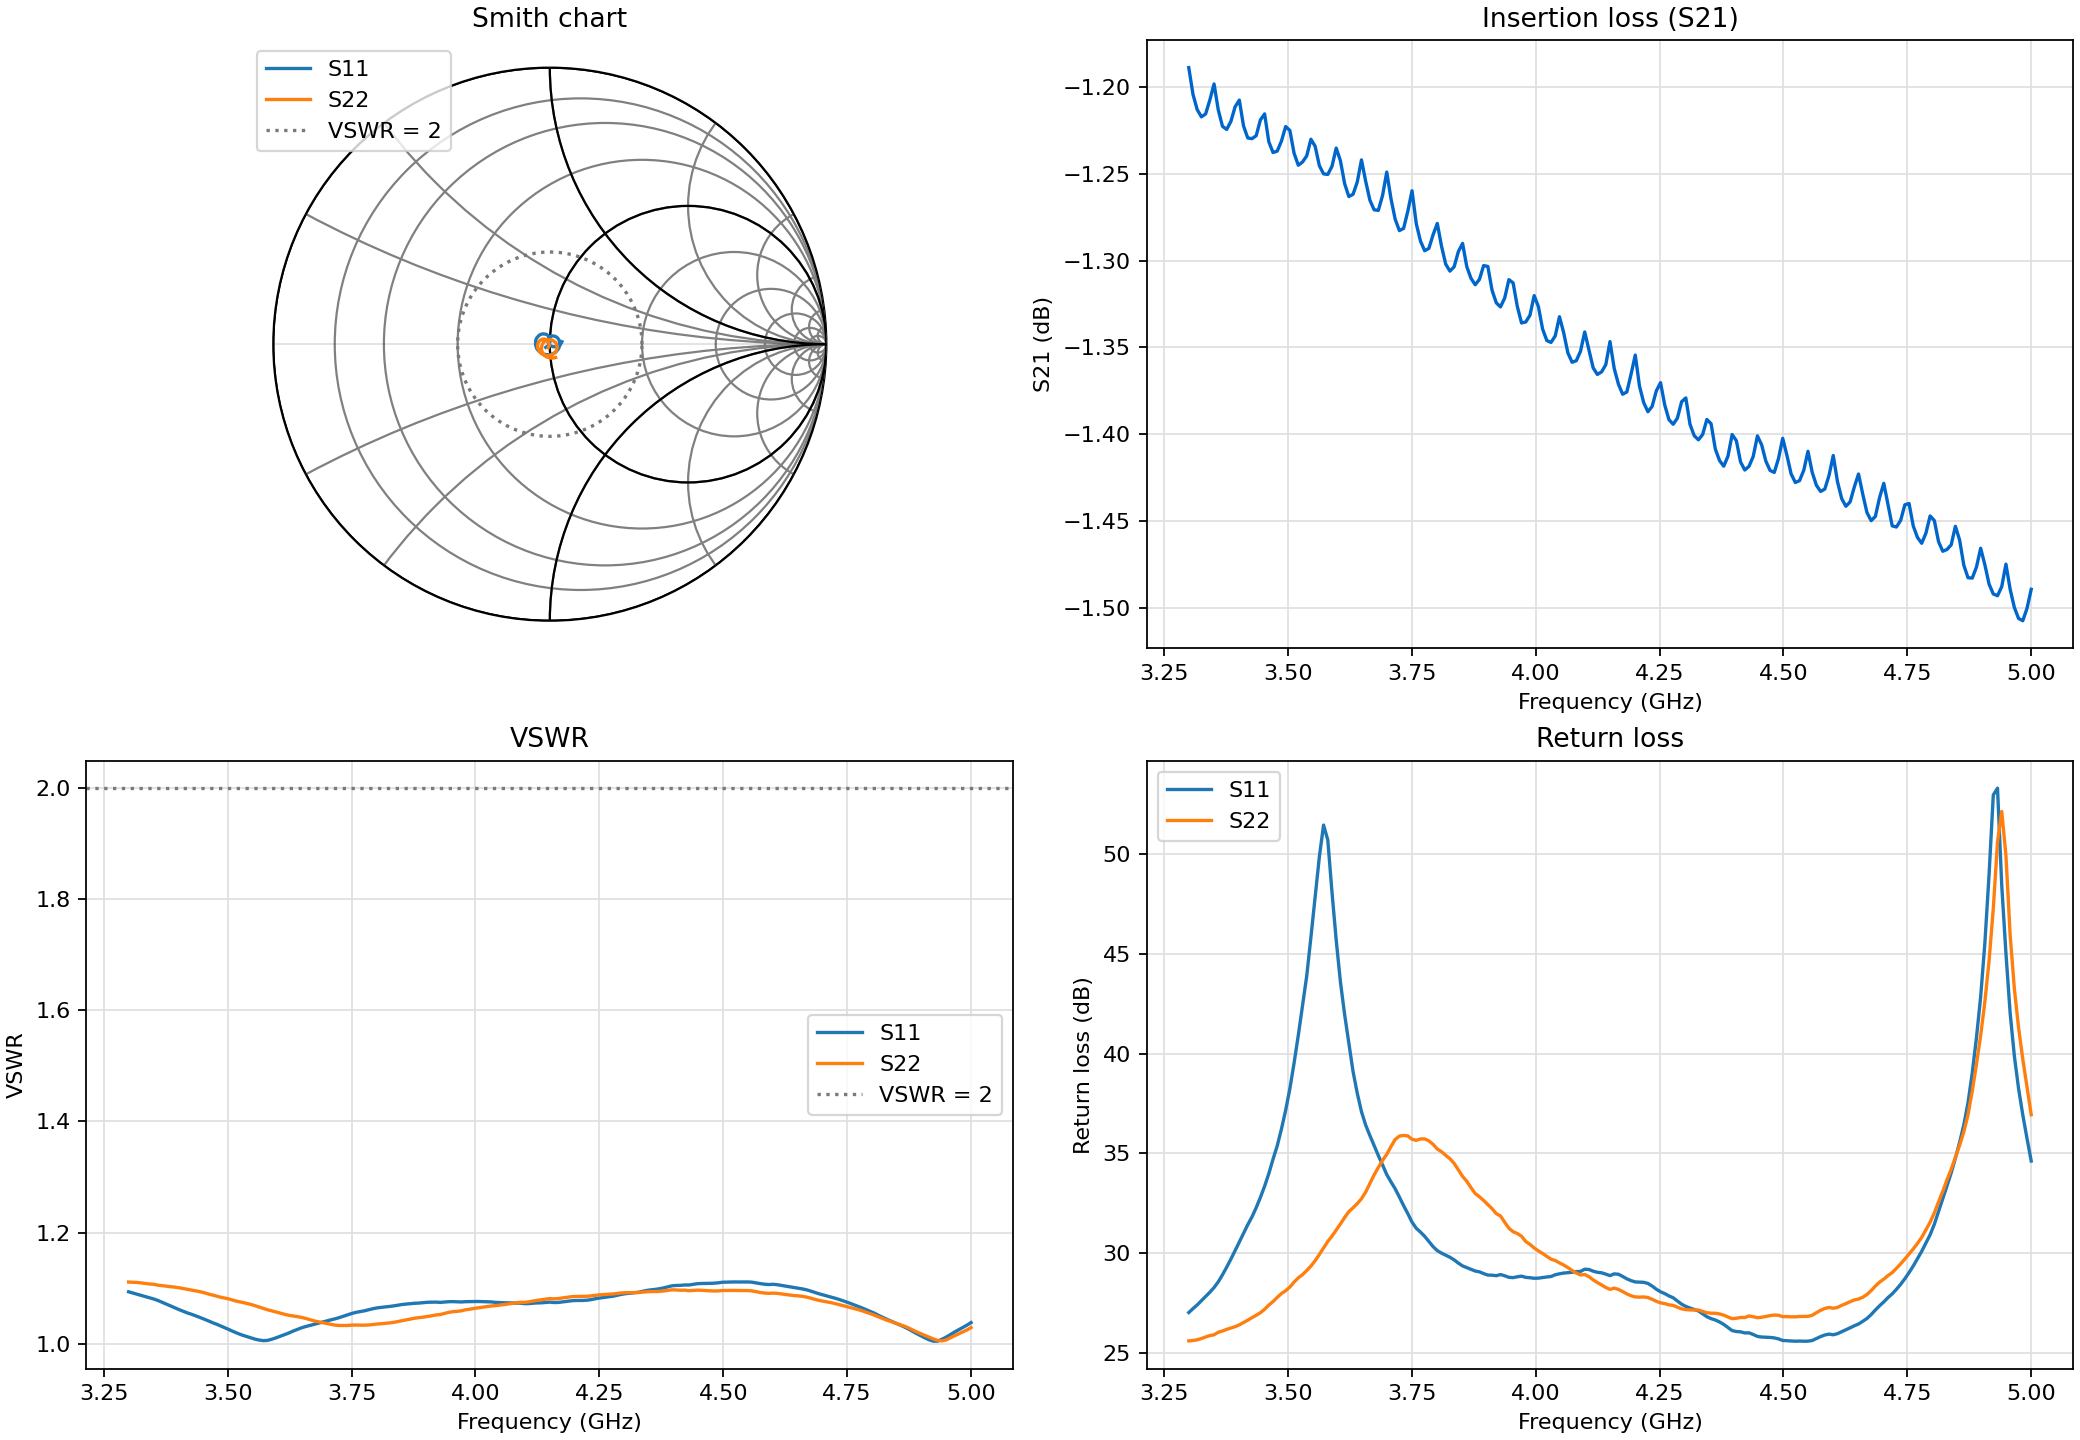 Smith chart
S11
S22
VSWR = 2
Insertion loss (S21)
S21 (dB)
−1.20
−1.25
−1.30
−1.35
−1.40
−1.45
−1.50
3.25 3.50 3.75 4.00 4.25 4.50 4.75 5.00
Frequency (GHz)
VSWR
VSWR
2.0
1.8
1.6
1.4
1.2
1.0
S11
S22
VSWR = 2
3.25 3.50 3.75 4.00 4.25 4.50 4.75 5.00
Frequency (GHz)
Return loss
S11
S22
Return loss (dB)
50
45
40
35
30
25
3.25 3.50 3.75 4.00 4.25 4.50 4.75 5.00
Frequency (GHz)